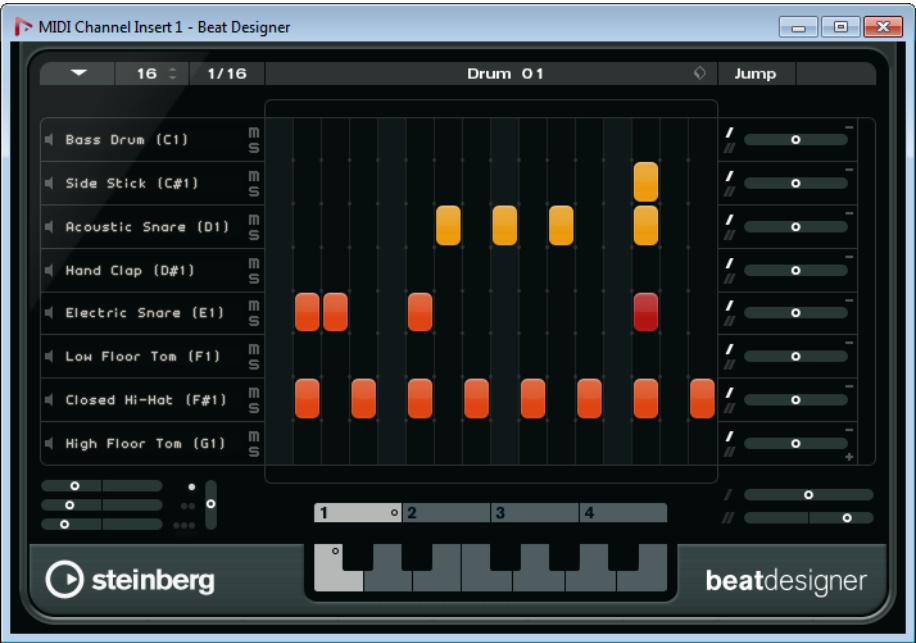 MIDI Channel Insert 1 - Beat Designer
16 1/16 Drum 01 Jump
Bass Drum (C1) m s
Side Stick (C#1) m s
Acoustic Snare (D1) m s
Hand Clap (D#1) m s
Electric Snare (E1) m s
Low Floor Tom (F1) m s
Closed Hi-Hat (F#1) m s
High Floor Tom (G1) m s
1 2 3 4
steinberg
beatdesigner